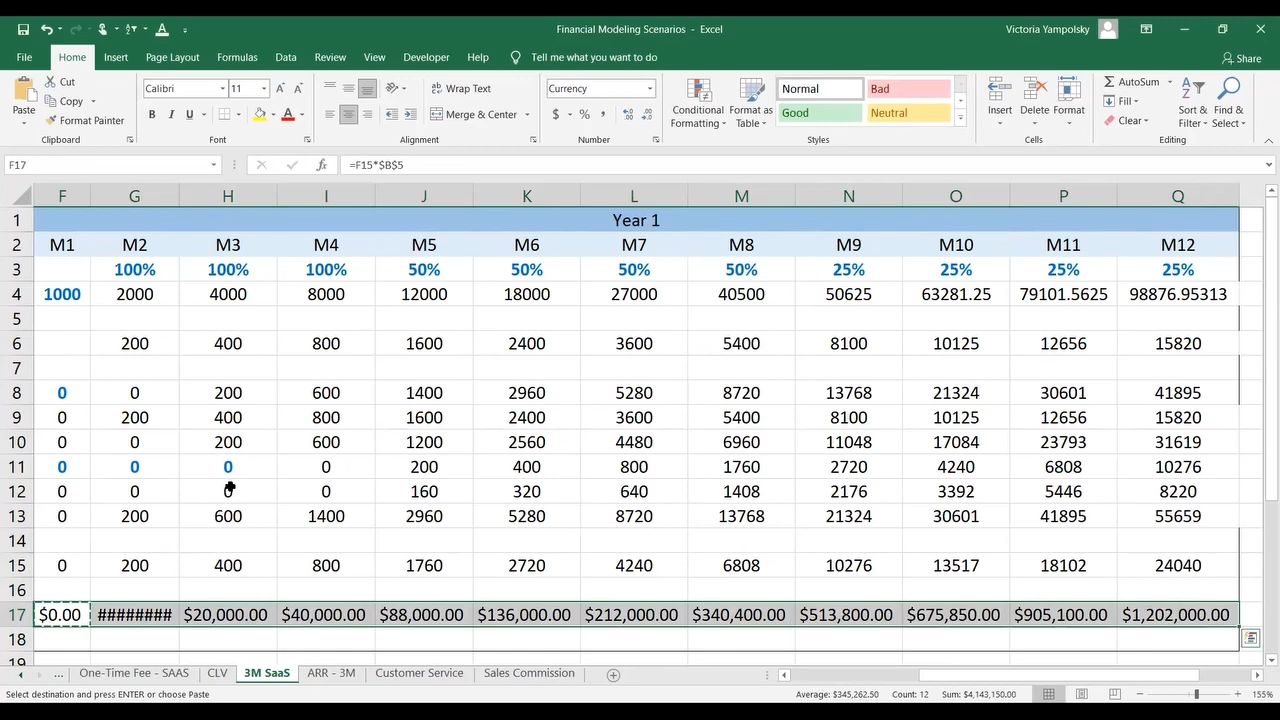 Financial Modeling Scenarios - Excel
Victoria Yampolsky
File Home Insert Page Layout Formulas Data Review View Developer Help Tell me what you want to do Share
Paste
Cut
Copy
Format Painter
Clipboard
Calibri 11
B I U
Font
Wrap Text
Merge & Center
Alignment
Currency
$ %
Number
Conditional Formatting
Format as Table
Normal Bad
Good Neutral
Styles
Insert Delete Format
Cells
AutoSum
Fill
Clear
Sort & Filter
Find & Select
Editing
F17 fx =F15*$B$5
F G H I J K L M N O P Q
1 Year 1
2 M1 M2 M3 M4 M5 M6 M7 M8 M9 M10 M11 M12
3 100% 100% 100% 50% 50% 50% 50% 25% 25% 25% 25%
4 1000 2000 4000 8000 12000 18000 27000 40500 50625 63281.25 79101.5625 98876.95313
5
6 200 400 800 1600 2400 3600 5400 8100 10125 12656 15820
7
8 0 0 200 600 1400 2960 5280 8720 13768 21324 30601 41895
9 0 200 400 800 1600 2400 3600 5400 8100 10125 12656 15820
10 0 0 200 600 1200 2560 4480 6960 11048 17084 23793 31619
11 0 0 0 0 200 400 800 1760 2720 4240 6808 10276
12 0 0 0 0 160 320 640 1408 2176 3392 5446 8220
13 0 200 600 1400 2960 5280 8720 13768 21324 30601 41895 55659
14
15 0 200 400 800 1760 2720 4240 6808 10276 13517 18102 24040
16
17 $0.00 ######## $20,000.00 $40,000.00 $88,000.00 $136,000.00 $212,000.00 $340,400.00 $513,800.00 $675,850.00 $905,100.00 $1,202,000.00
18
19
... One-Time Fee - SAAS CLV 3M SaaS ARR - 3M Customer Service Sales Commission
Select destination and press ENTER or choose Paste Average: $345,262.50 Count: 12 Sum: $4,143,150.00 155%